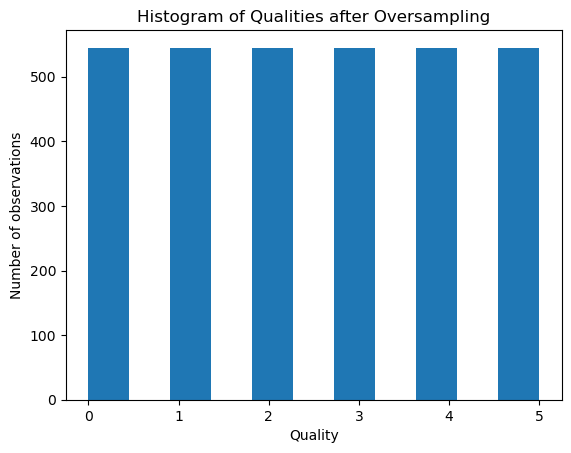 Histogram of Qualities after Oversampling
500
400
300
200
100
0
Number of observations
0 1 2 3 4 5
Quality